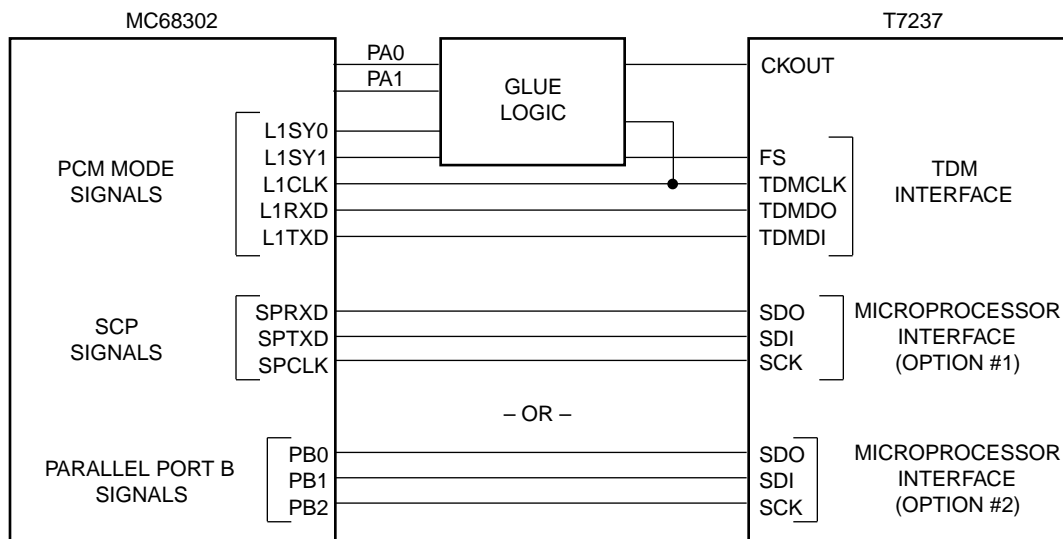 MC68302
T7237
PA0
PA1
GLUE
LOGIC
CKOUT
PCM MODE
SIGNALS
L1SY0
L1SY1
L1CLK
L1RXD
L1TXD
FS
TDMCLK
TDMDO
TDMDI
TDM
INTERFACE
SCP
SIGNALS
SPRXD
SPTXD
SPCLK
SDO
SDI
SCK
MICROPROCESSOR
INTERFACE
(OPTION #1)
– OR –
PARALLEL PORT B
SIGNALS
PB0
PB1
PB2
SDO
SDI
SCK
MICROPROCESSOR
INTERFACE
(OPTION #2)